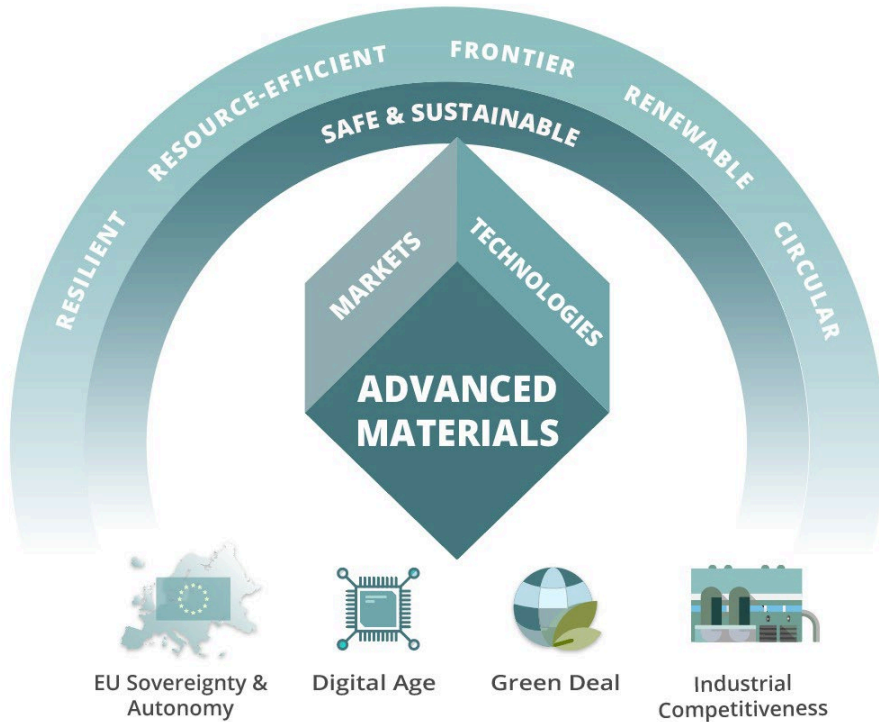 RESILIENT
RESOURCE-EFFICIENT
FRONTIER
RENEWABLE
CIRCULAR
SAFE & SUSTAINABLE
MARKETS
TECHNOLOGIES
ADVANCED
MATERIALS
EU Sovereignty &
Autonomy
Digital Age
Green Deal
Industrial
Competitiveness